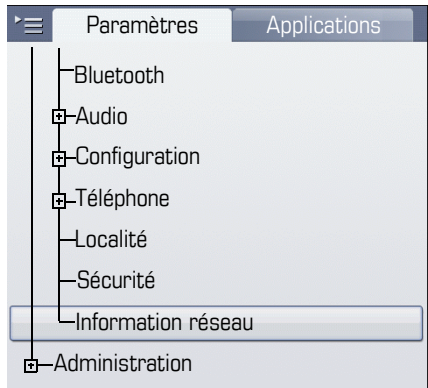 Paramètres Applications
Bluetooth
Audio
Configuration
Téléphone
Localité
Sécurité
Information réseau
Administration